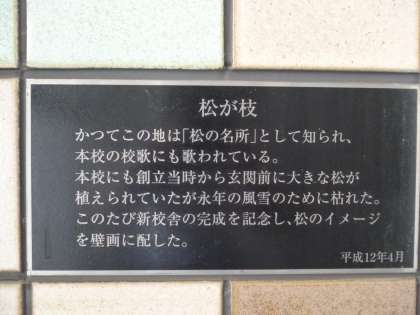 松が枝
かつてこの地は「松の名所」として知られ、
本校の校歌にも歌われている。
本校にも創立当時から玄関前に大きな松が
植えられていたが永年の風雪のために枯れた。
このたび新校舎の完成を記念し、松のイメージ
を壁画に配した。
平成12年4月